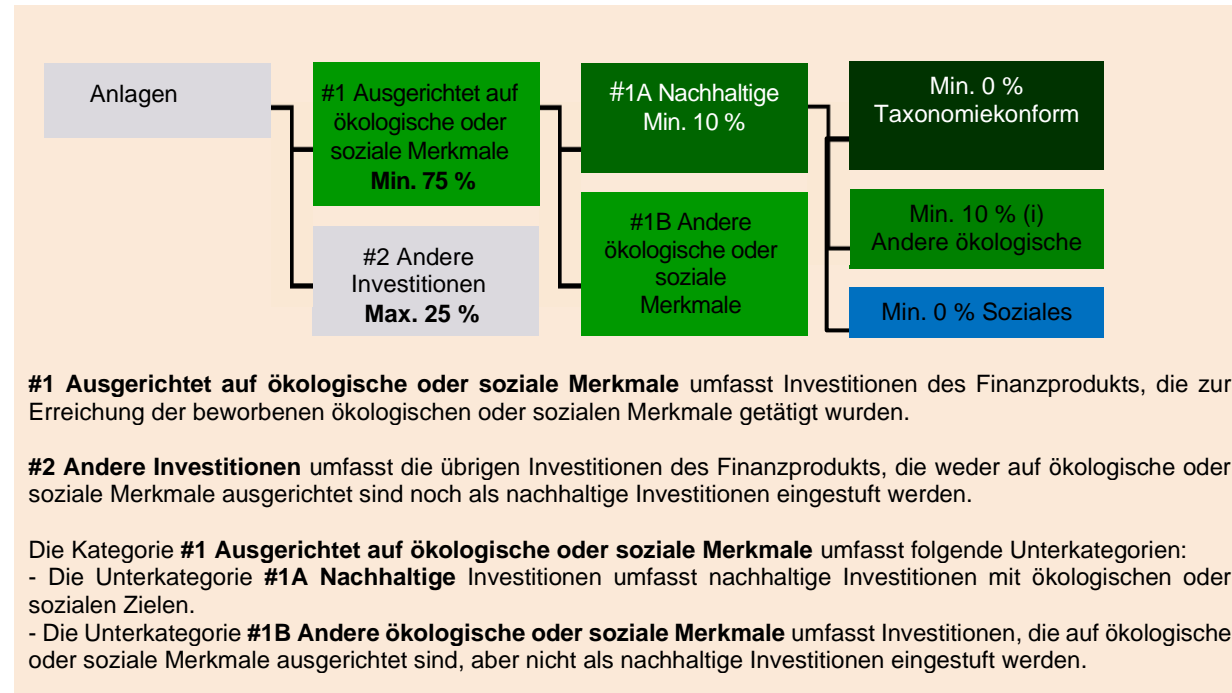 Anlagen
#1 Ausgerichtet auf
ökologische oder
soziale Merkmale
Min. 75 %
#2 Andere
Investitionen
Max. 25 %
#1A Nachhaltige
Min. 10 %
#1B Andere
ökologische oder
soziale
Merkmale
Min. 0 %
Taxonomiekonform
Min. 10 % (i)
Andere ökologische
Min. 0 % Soziales
#1 Ausgerichtet auf ökologische oder soziale Merkmale umfasst Investitionen des Finanzprodukts, die zur
Erreichung der beworbenen ökologischen oder sozialen Merkmale getätigt wurden.
#2 Andere Investitionen umfasst die übrigen Investitionen des Finanzprodukts, die weder auf ökologische oder
soziale Merkmale ausgerichtet sind noch als nachhaltige Investitionen eingestuft werden.
Die Kategorie #1 Ausgerichtet auf ökologische oder soziale Merkmale umfasst folgende Unterkategorien:
- Die Unterkategorie #1A Nachhaltige Investitionen umfasst nachhaltige Investitionen mit ökologischen oder
sozialen Zielen.
- Die Unterkategorie #1B Andere ökologische oder soziale Merkmale umfasst Investitionen, die auf ökologische
oder soziale Merkmale ausgerichtet sind, aber nicht als nachhaltige Investitionen eingestuft werden.